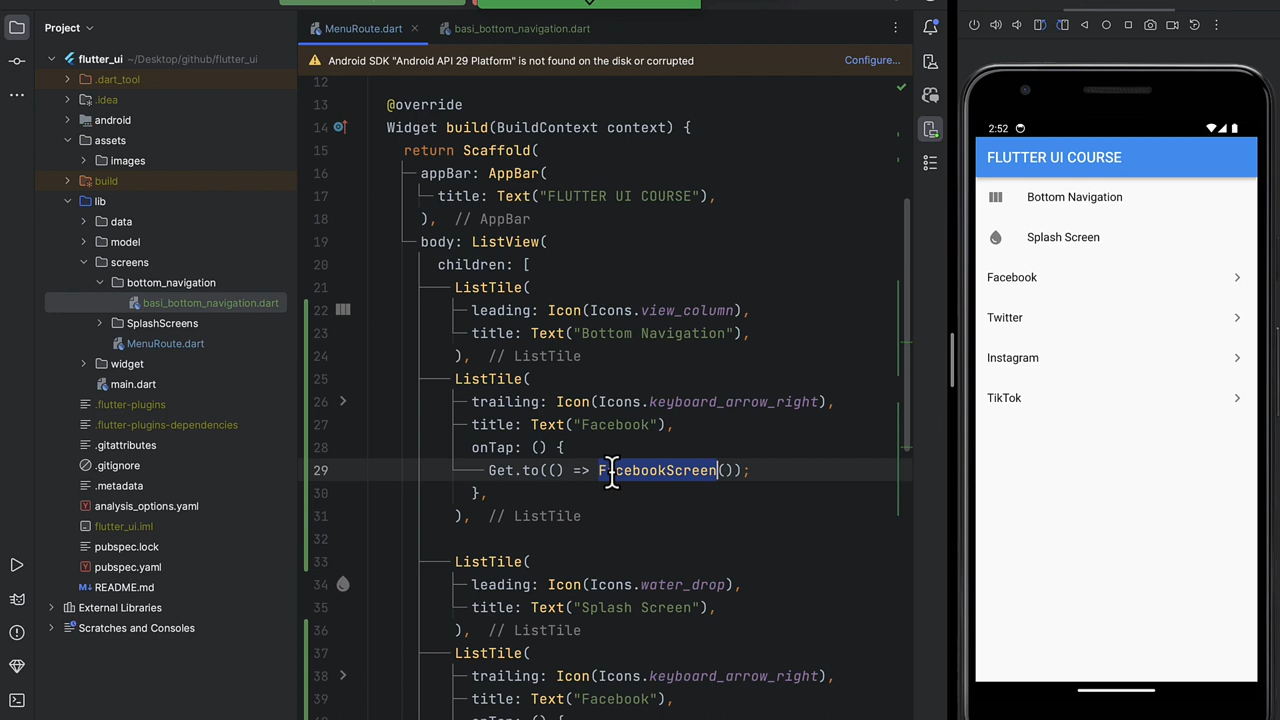 Project
flutter_ui ~/Desktop/github/flutter_ui
.dart_tool
.idea
android
assets
images
build
lib
data
model
screens
bottom_navigation
basi_bottom_navigation.dart
SplashScreens
MenuRoute.dart
widget
main.dart
.flutter-plugins
.flutter-plugins-dependencies
.gitattributes
.gitignore
.metadata
analysis_options.yaml
flutter_ui.iml
pubspec.lock
pubspec.yaml
README.md
External Libraries
Scratches and Consoles
MenuRoute.dart
basi_bottom_navigation.dart
Android SDK "Android API 29 Platform" is not found on the disk or corrupted
Configure...
12
13 @override
14 Widget build(BuildContext context) {
15 return Scaffold(
16 appBar: AppBar(
17 title: Text("FLUTTER UI COURSE"),
18 ), // AppBar
19 body: ListView(
20 children: [
21 ListTile(
22 leading: Icon(Icons.view_column),
23 title: Text("Bottom Navigation"),
24 ), // ListTile
25 ListTile(
26 trailing: Icon(Icons.keyboard_arrow_right),
27 title: Text("Facebook"),
28 onTap: () {
29 Get.to(() => FacebookScreen());
30 },
31 ), // ListTile
32
33 ListTile(
34 leading: Icon(Icons.water_drop),
35 title: Text("Splash Screen"),
36 ), // ListTile
37 ListTile(
38 trailing: Icon(Icons.keyboard_arrow_right),
39 title: Text("Facebook"),
2:52
FLUTTER UI COURSE
Bottom Navigation
Splash Screen
Facebook
Twitter
Instagram
TikTok